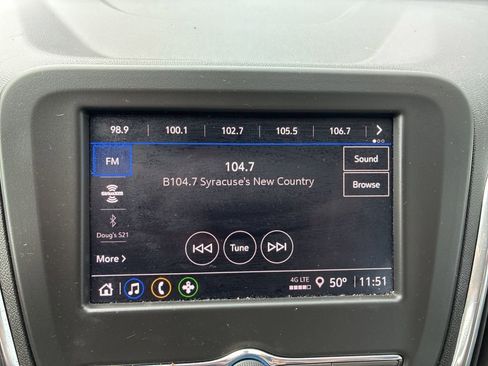 98.9 100.1 102.7 105.5 106.7
FM
104.7
Sound
B104.7 Syracuse's New Country
Browse
Doug's S21
Tune
More
4G LTE
50° 11:51